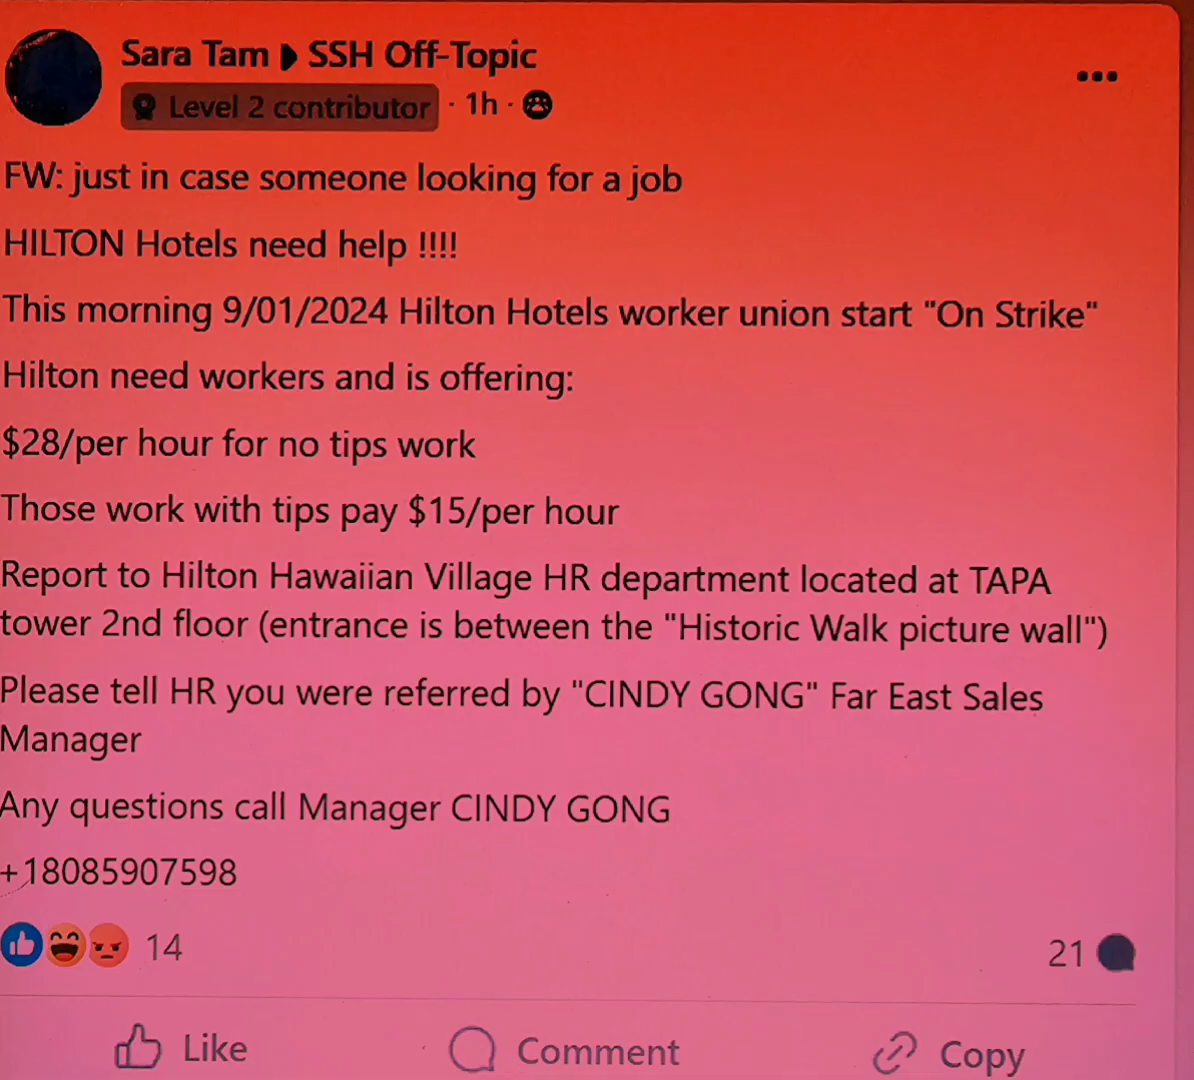 Sara Tam ▸ SSH Off-Topic
Level 2 contributor · 1h ·
FW: just in case someone looking for a job
HILTON Hotels need help !!!!
This morning 9/01/2024 Hilton Hotels worker union start "On Strike"
Hilton need workers and is offering:
$28/per hour for no tips work
Those work with tips pay $15/per hour
Report to Hilton Hawaiian Village HR department located at TAPA
tower 2nd floor (entrance is between the "Historic Walk picture wall")
Please tell HR you were referred by "CINDY GONG" Far East Sales
Manager
Any questions call Manager CINDY GONG
+18085907598
14
21
Like
Comment
Copy